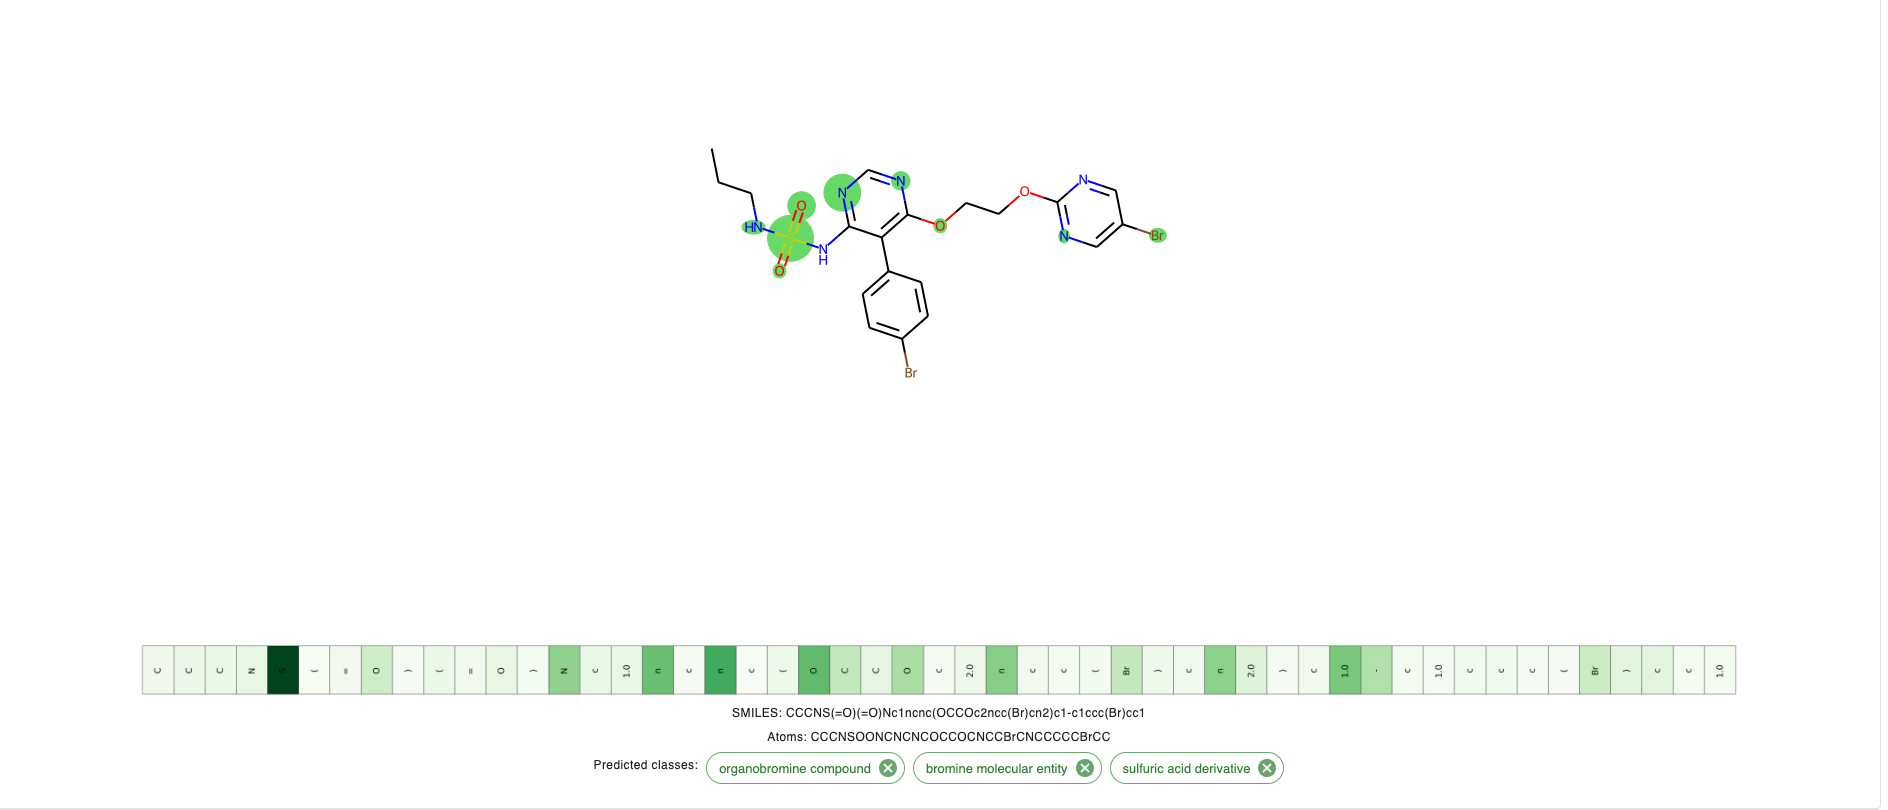 N
N
O
HN
O
N
H
O
O
N
N
Br
Br
C C C N S ( = O ) ( = O ) N c 1.0 n c n c ( O C C O c 2.0 n c c ( Br ) c n 2.0 ) c 1.0 - c 1.0 c c c ( Br ) c c 1.0
SMILES: CCCNS(=O)(=O)Nc1ncnc(OCCOc2ncc(Br)cn2)c1-c1ccc(Br)cc1
Atoms: CCCNSOONCNCNCOCCOCNCCBrCNCCCCCBrCC
Predicted classes: organobromine compound bromine molecular entity sulfuric acid derivative